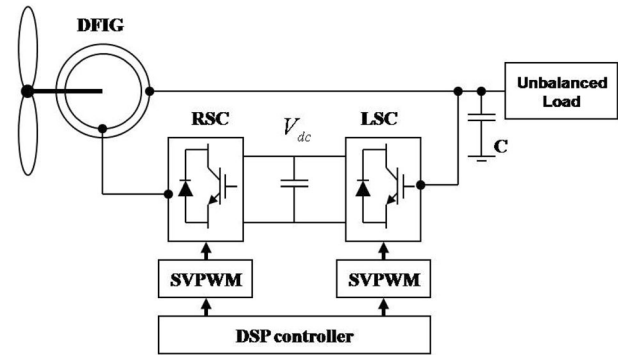 DFIG
RSC
V_dc
LSC
Unbalanced
Load
C
SVPWM
SVPWM
DSP controller